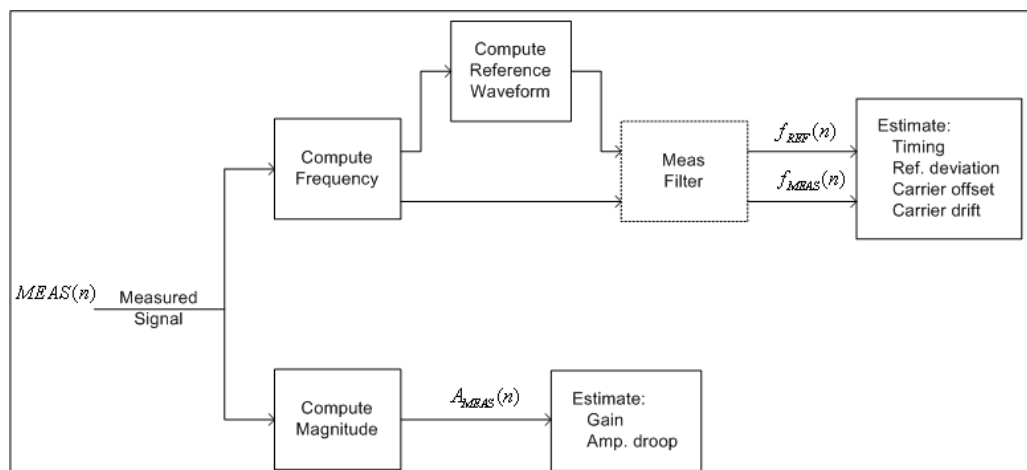 Compute
Reference
Waveform
Compute
Frequency
Meas
Filter
f_REF(n)
f_MEAS(n)
Estimate:
Timing
Ref. deviation
Carrier offset
Carrier drift
MEAS(n)
Measured
Signal
Compute
Magnitude
A_MEAS(n)
Estimate:
Gain
Amp. droop